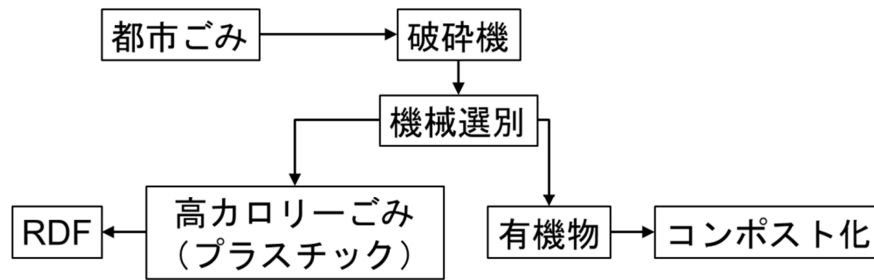 都市ごみ
破砕機
機械選別
高カロリーごみ
（プラスチック）
RDF
有機物
コンポスト化